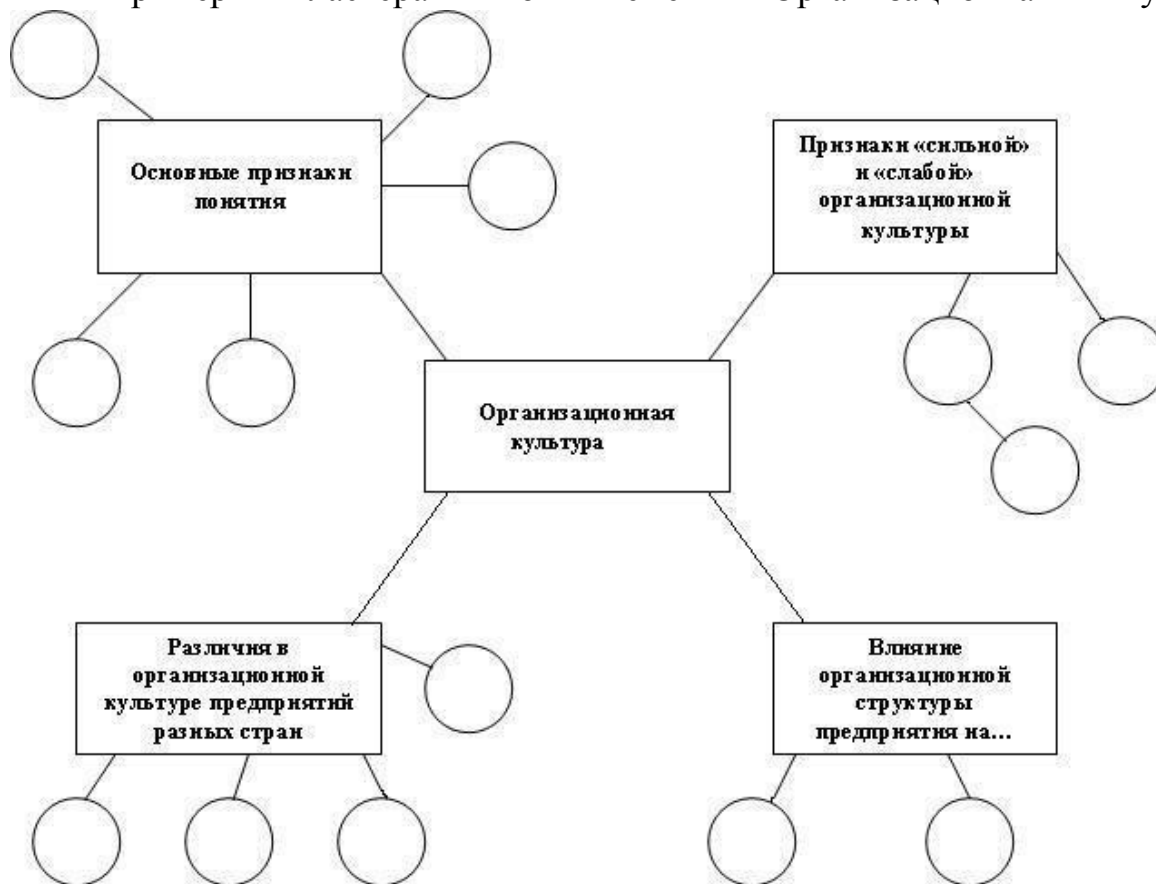 Основные признаки
понятия
Признаки «сильной»
и «слабой»
организационной
культуры
Организационная
культура
Различия в
организационной
культуре предприятий
разных стран
Влияние
организационной
структуры
предприятия на...